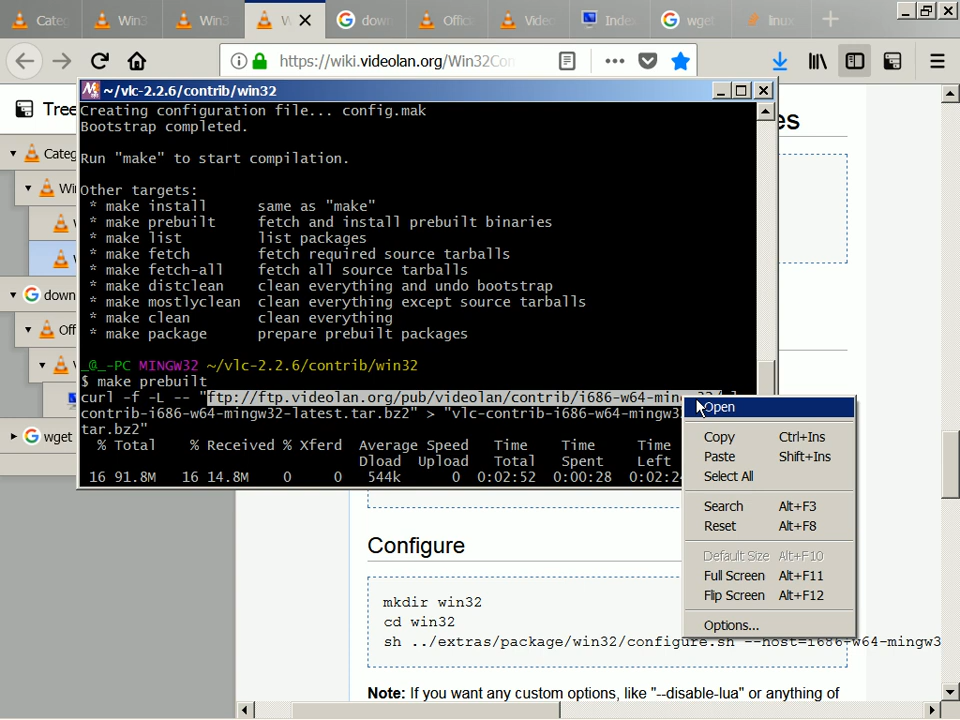 Categ
Win3
Win3
W
down
Offic
Video
Index
wget
linux
https://wiki.videolan.org/Win32Con
Tree
Categ
Wi
down
Off
wget
es
~/vlc-2.2.6/contrib/win32
Creating configuration file... config.mak
Bootstrap completed.
Run "make" to start compilation.
Other targets:
* make install same as "make"
* make prebuilt fetch and install prebuilt binaries
* make list list packages
* make fetch fetch required source tarballs
* make fetch-all fetch all source tarballs
* make distclean clean everything and undo bootstrap
* make mostlyclean clean everything except source tarballs
* make clean clean everything
* make package prepare prebuilt packages
_@_-PC MINGW32 ~/vlc-2.2.6/contrib/win32
$ make prebuilt
curl -f -L -- "ftp://ftp.videolan.org/pub/videolan/contrib/i686-w64-ming
contrib-i686-w64-mingw32-latest.tar.bz2" > "vlc-contrib-i686-w64-mingw3
tar.bz2"
% Total % Received % Xferd Average Speed Time Time Time
Dload Upload Total Spent Left
16 91.8M 16 14.8M 0 0 544k 0 0:02:52 0:00:28 0:02:2
Open
Copy Ctrl+Ins
Paste Shift+Ins
Select All
Search Alt+F3
Reset Alt+F8
Default Size Alt+F10
Full Screen Alt+F11
Flip Screen Alt+F12
Options...
Configure
mkdir win32
cd win32
sh ../extras/package/win32/configure.sh --host=i686-w64-mingw3
Note: If you want any custom options, like "--disable-lua" or anything of